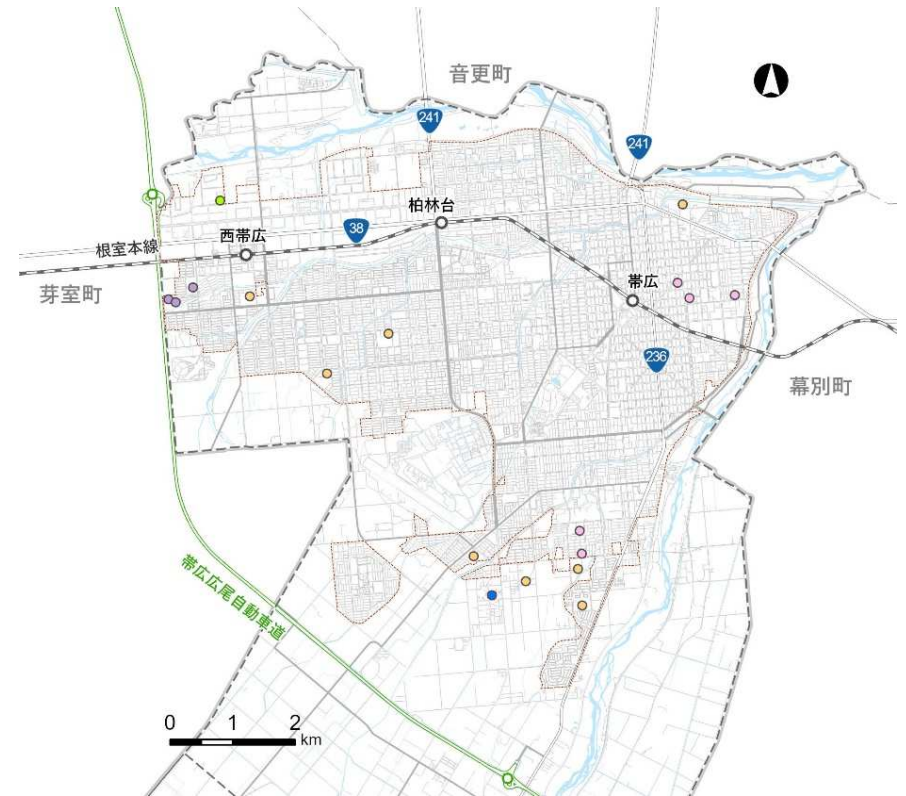 音更町
241
241
柏林台
西帯広
38
根室本線
芽室町
帯広
236
幕別町
帯広広尾自動車道
0 1 2
km